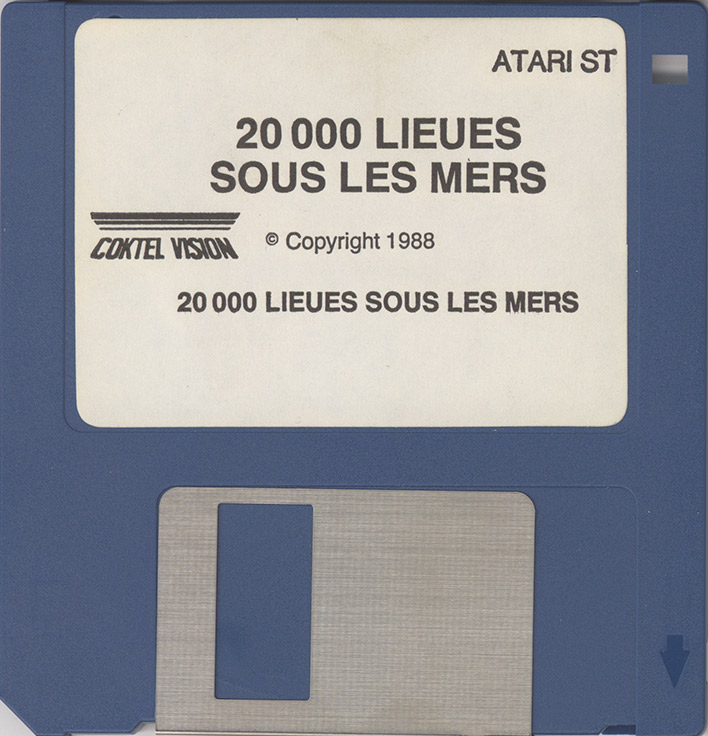 ATARI ST
20 000 LIEUES
SOUS LES MERS
COKTEL VISION
© Copyright 1988
20 000 LIEUES SOUS LES MERS